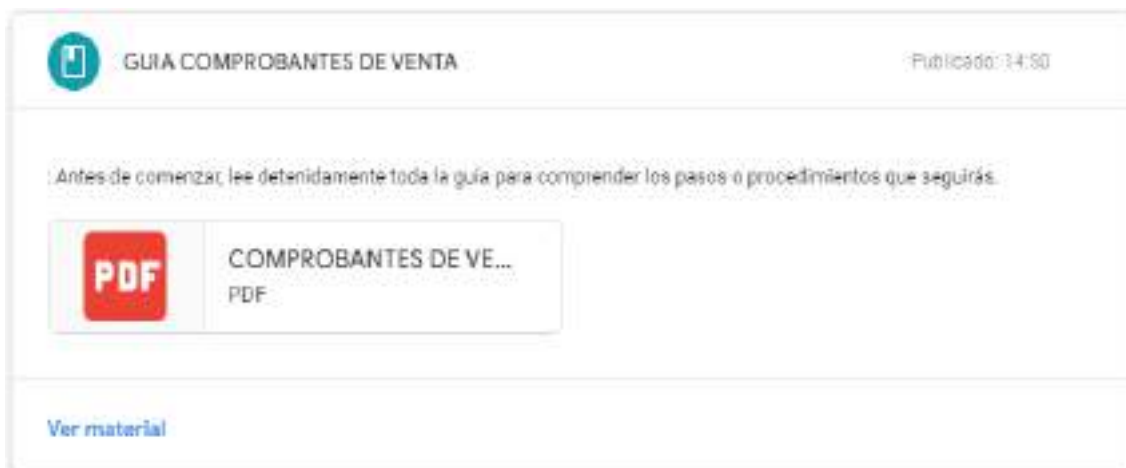 GUIA COMPROBANTES DE VENTA
Publicado: 14:50
: Antes de comenzar, lee detenidamente toda la guía para comprender los pasos o procedimientos que seguirás.
PDF
COMPROBANTES DE VE...
PDF
Ver material